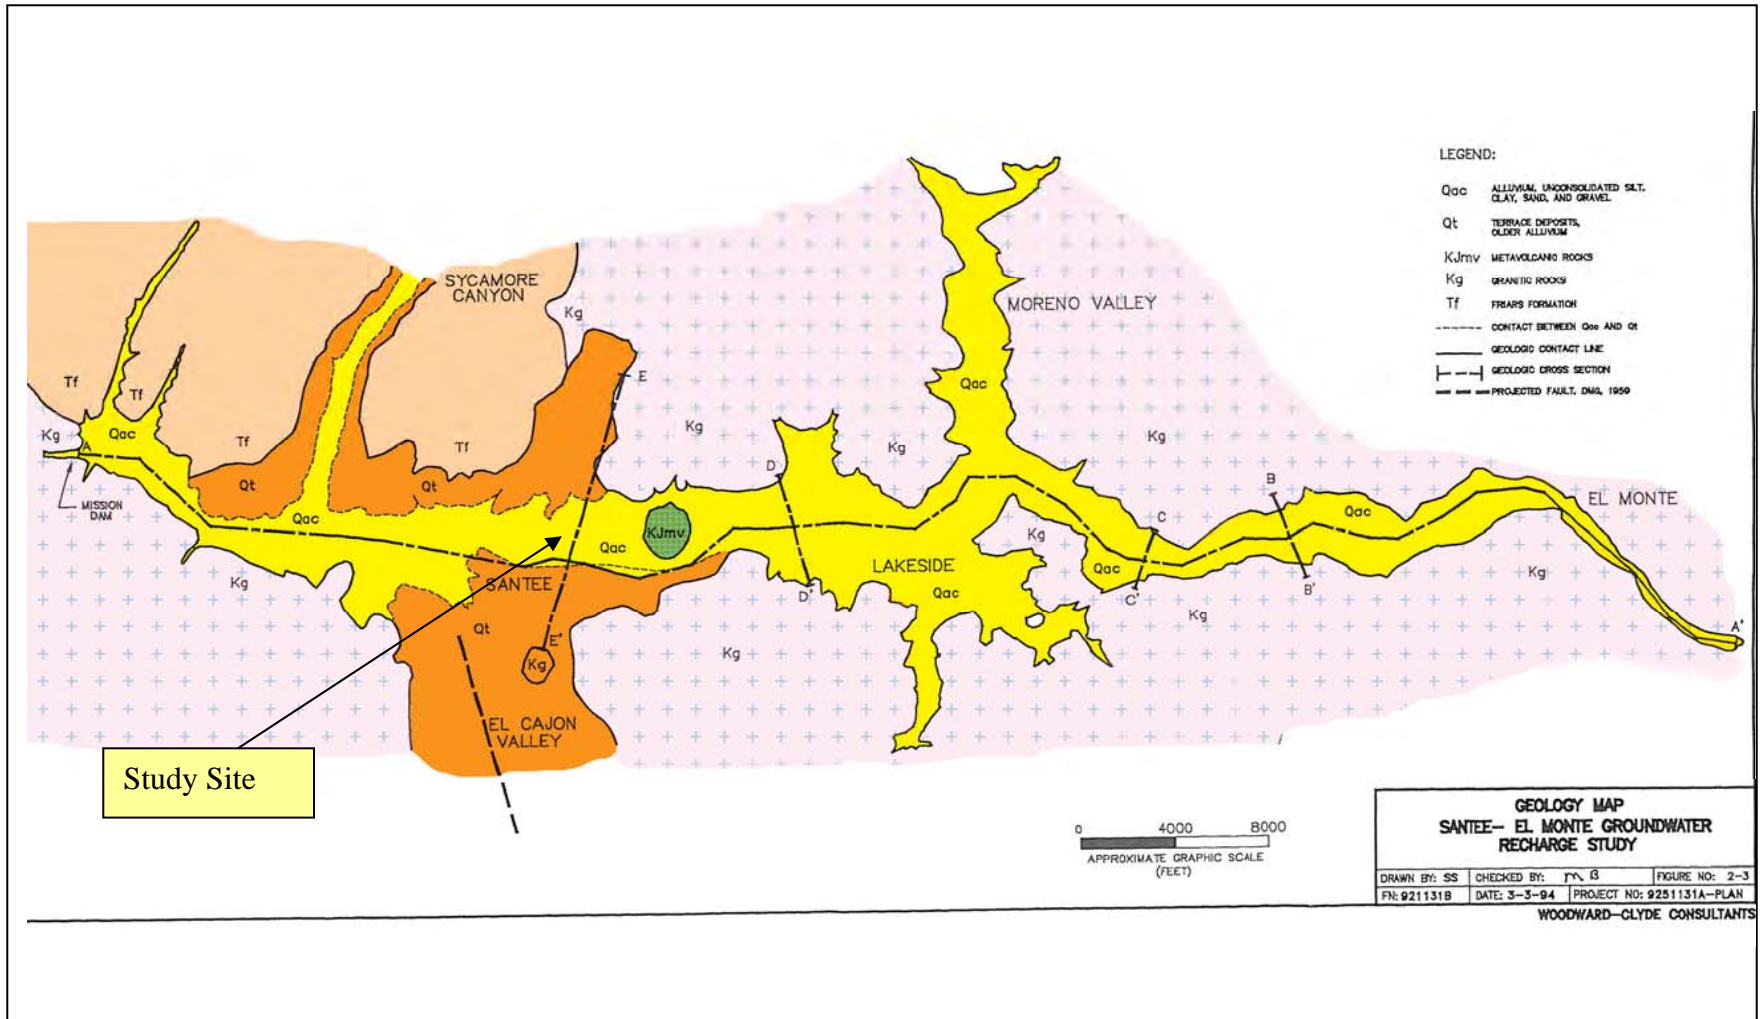 LEGEND:
Qac ALLUVIUM, UNCONSOLIDATED SILT,
CLAY, SAND, AND GRAVEL
Qt TERRACE DEPOSITS,
OLDER ALLUVIUM
KJmv METAVOLCANIC ROCKS
Kg GRANITIC ROCKS
Tf FRIARS FORMATION
CONTACT BETWEEN Qac AND Qt
GEOLOGIC CONTACT LINE
GEOLOGIC CROSS SECTION
PROJECTED FAULT, DMG, 1959
SYCAMORE
CANYON
Kg
MORENO VALLEY
Tf
Tf
E
Qac
Kg
Qac
A
Tf
Tf
Kg
Kg
Kg
MISSION
DAM
Qt
Qt
D
B
EL MONTE
Qac
Qac
C
KJmv
Qac
Kg
Kg
SANTEE
LAKESIDE
Qac
Qac
D'
C'
B'
Kg
Kg
Qt
E'
Kg
Kg
A'
EL CAJON
VALLEY
Study Site
0 4000 8000
APPROXIMATE GRAPHIC SCALE
(FEET)
GEOLOGY MAP
SANTEE- EL MONTE GROUNDWATER
RECHARGE STUDY
DRAWN BY: SS CHECKED BY: MB FIGURE NO: 2-3
FN: 921131B DATE: 3-3-94 PROJECT NO: 9251131A-PLAN
WOODWARD-CLYDE CONSULTANTS